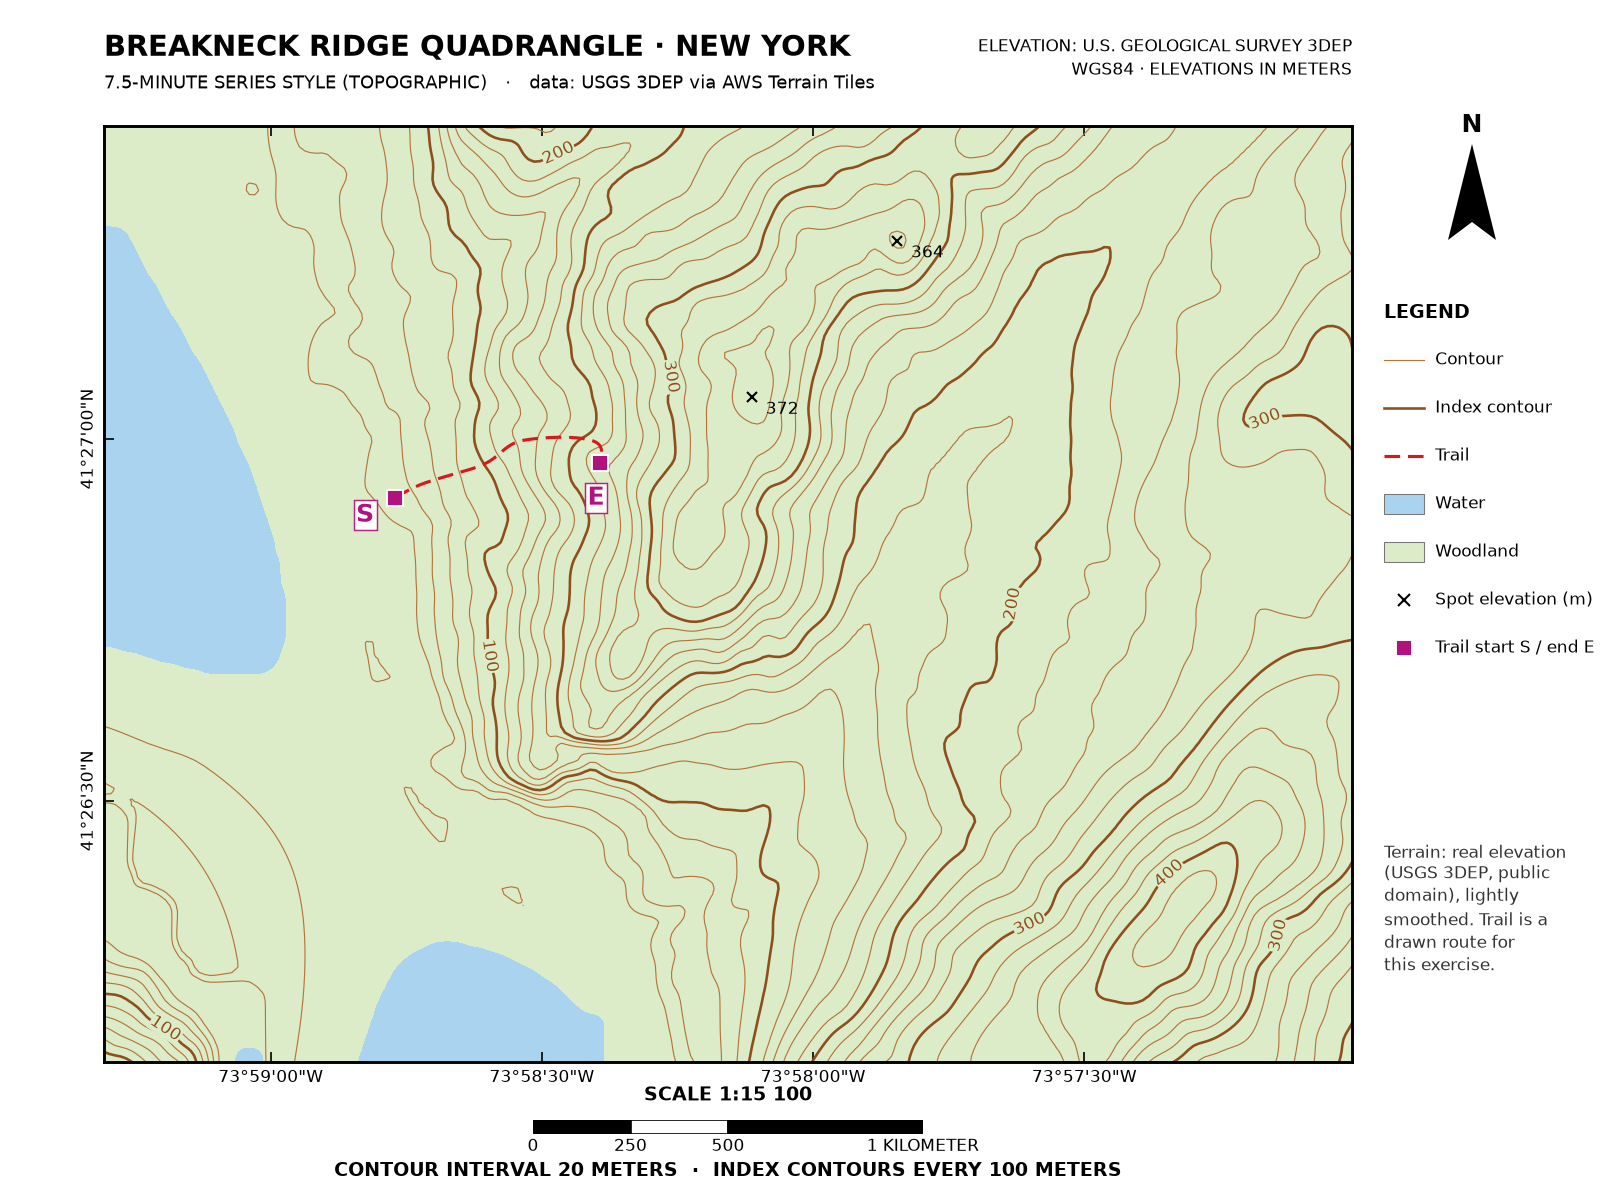 BREAKNECK RIDGE QUADRANGLE · NEW YORK
7.5-MINUTE SERIES STYLE (TOPOGRAPHIC) · data: USGS 3DEP via AWS Terrain Tiles
ELEVATION: U.S. GEOLOGICAL SURVEY 3DEP
WGS84 · ELEVATIONS IN METERS
N
200
364
300
372
300
41°27'00"N
S
E
200
100
41°26'30"N
400
300
300
100
73°59'00"W
73°58'30"W
73°58'00"W
73°57'30"W
LEGEND
Contour
Index contour
Trail
Water
Woodland
Spot elevation (m)
Trail start S / end E
Terrain: real elevation
(USGS 3DEP, public
domain), lightly
smoothed. Trail is a
drawn route for
this exercise.
SCALE 1:15 100
0 250 500 1 KILOMETER
CONTOUR INTERVAL 20 METERS · INDEX CONTOURS EVERY 100 METERS